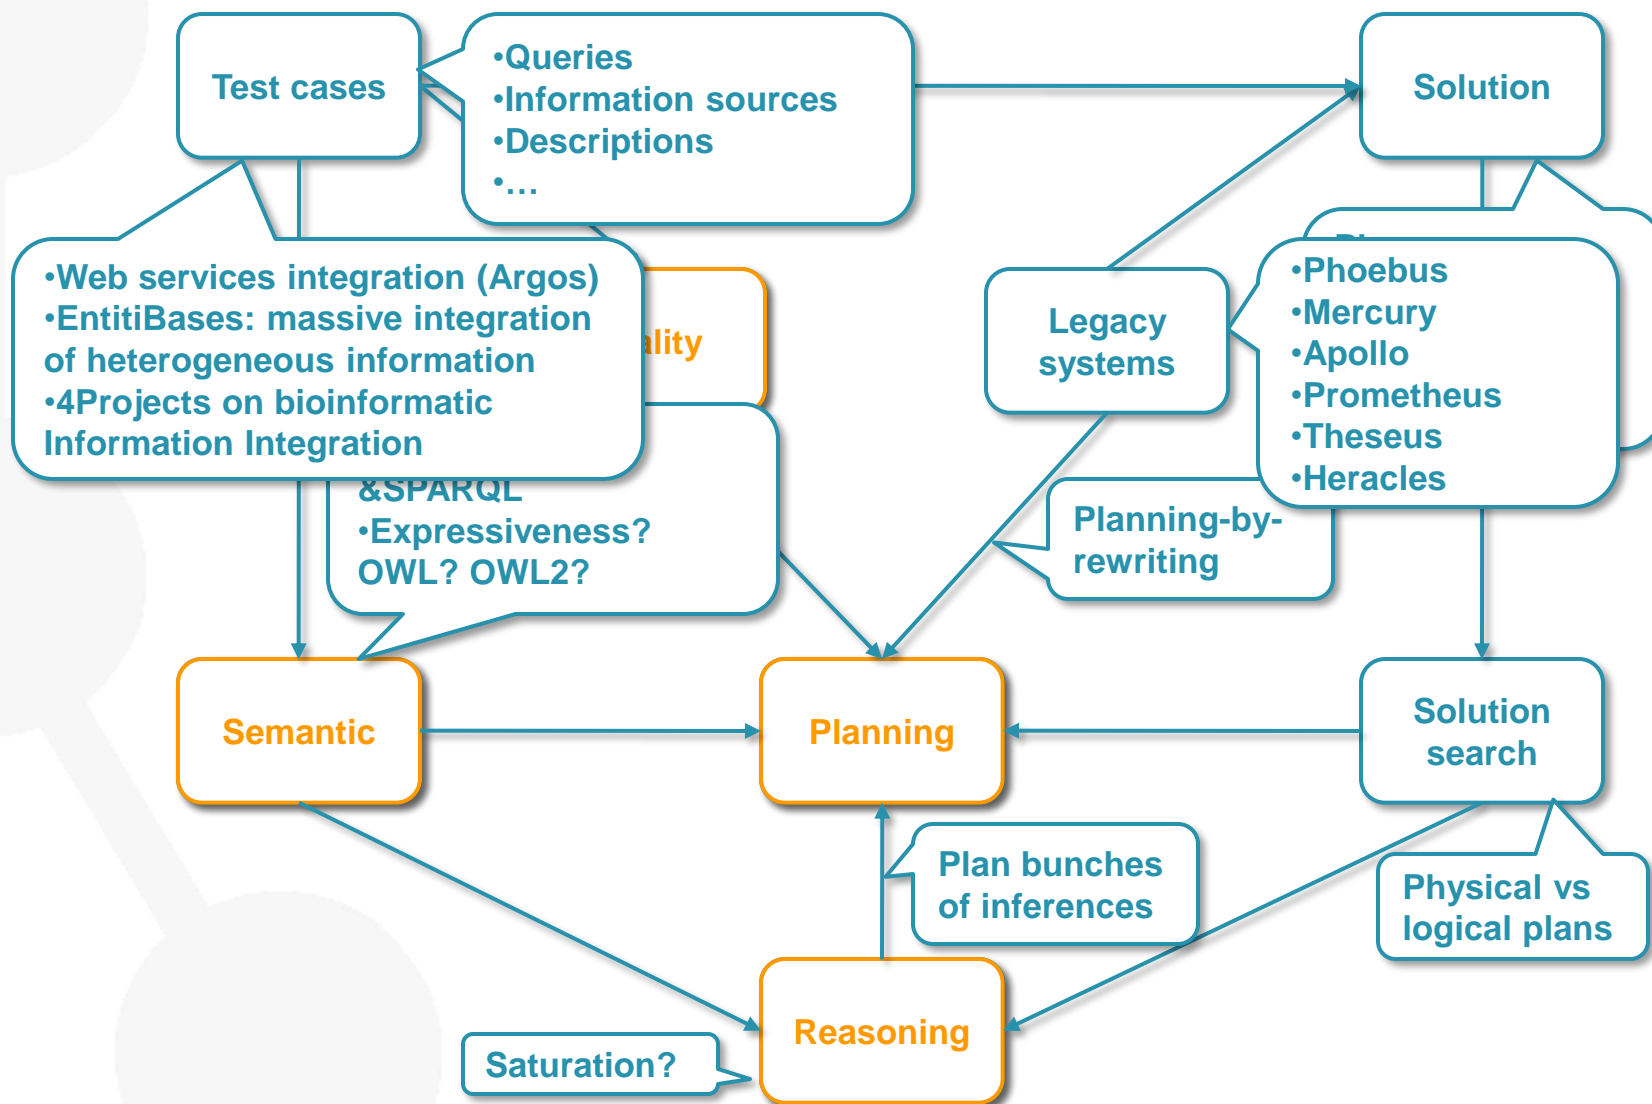 Test cases
•Queries
•Information sources
•Descriptions
•…
Solution
•Web services integration (Argos)
•EntitiBases: massive integration
of heterogeneous information
•4Projects on bioinformatic
Information Integration
Legacy
systems
•Phoebus
•Mercury
•Apollo
•Prometheus
•Theseus
•Heracles
&SPARQL
•Expressiveness?
OWL? OWL2?
Planning-by-
rewriting
Semantic
Planning
Solution
search
Plan bunches
of inferences
Physical vs
logical plans
Reasoning
Saturation?